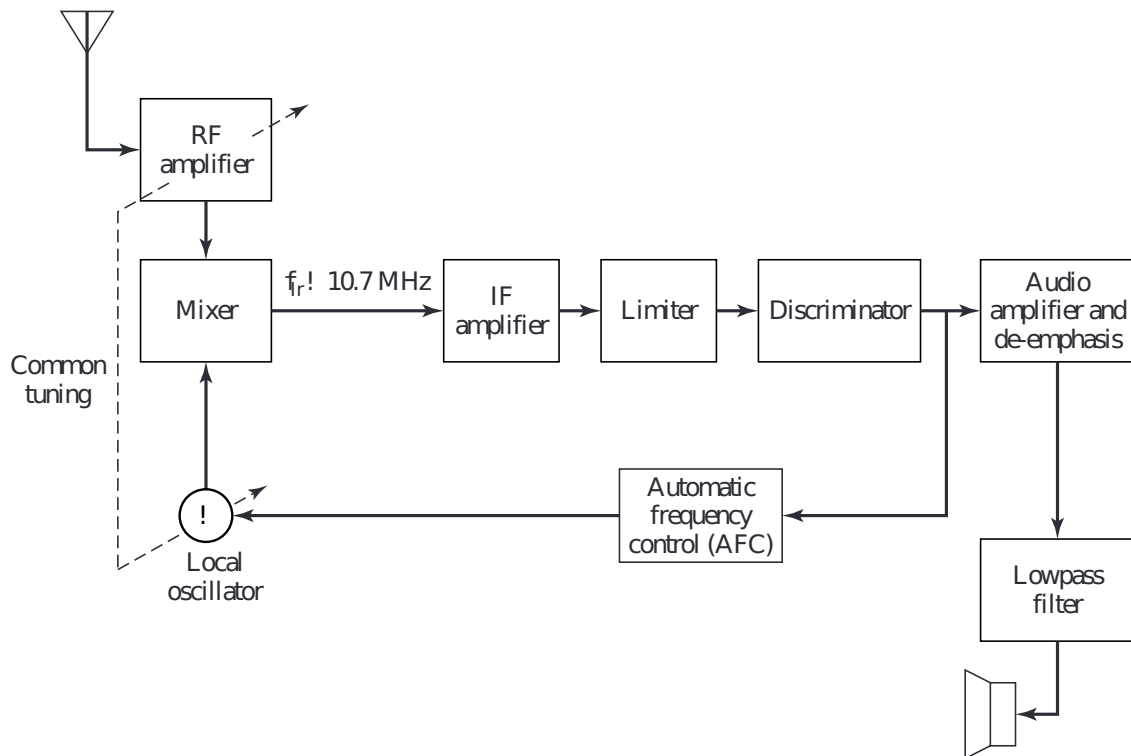 RF
amplifier
Mixer
fIr! 10.7 MHz
IF
amplifier
Limiter
Discriminator
Audio
amplifier and
de-emphasis
Common
tuning
!
Local
oscillator
Automatic
frequency
control (AFC)
Lowpass
filter